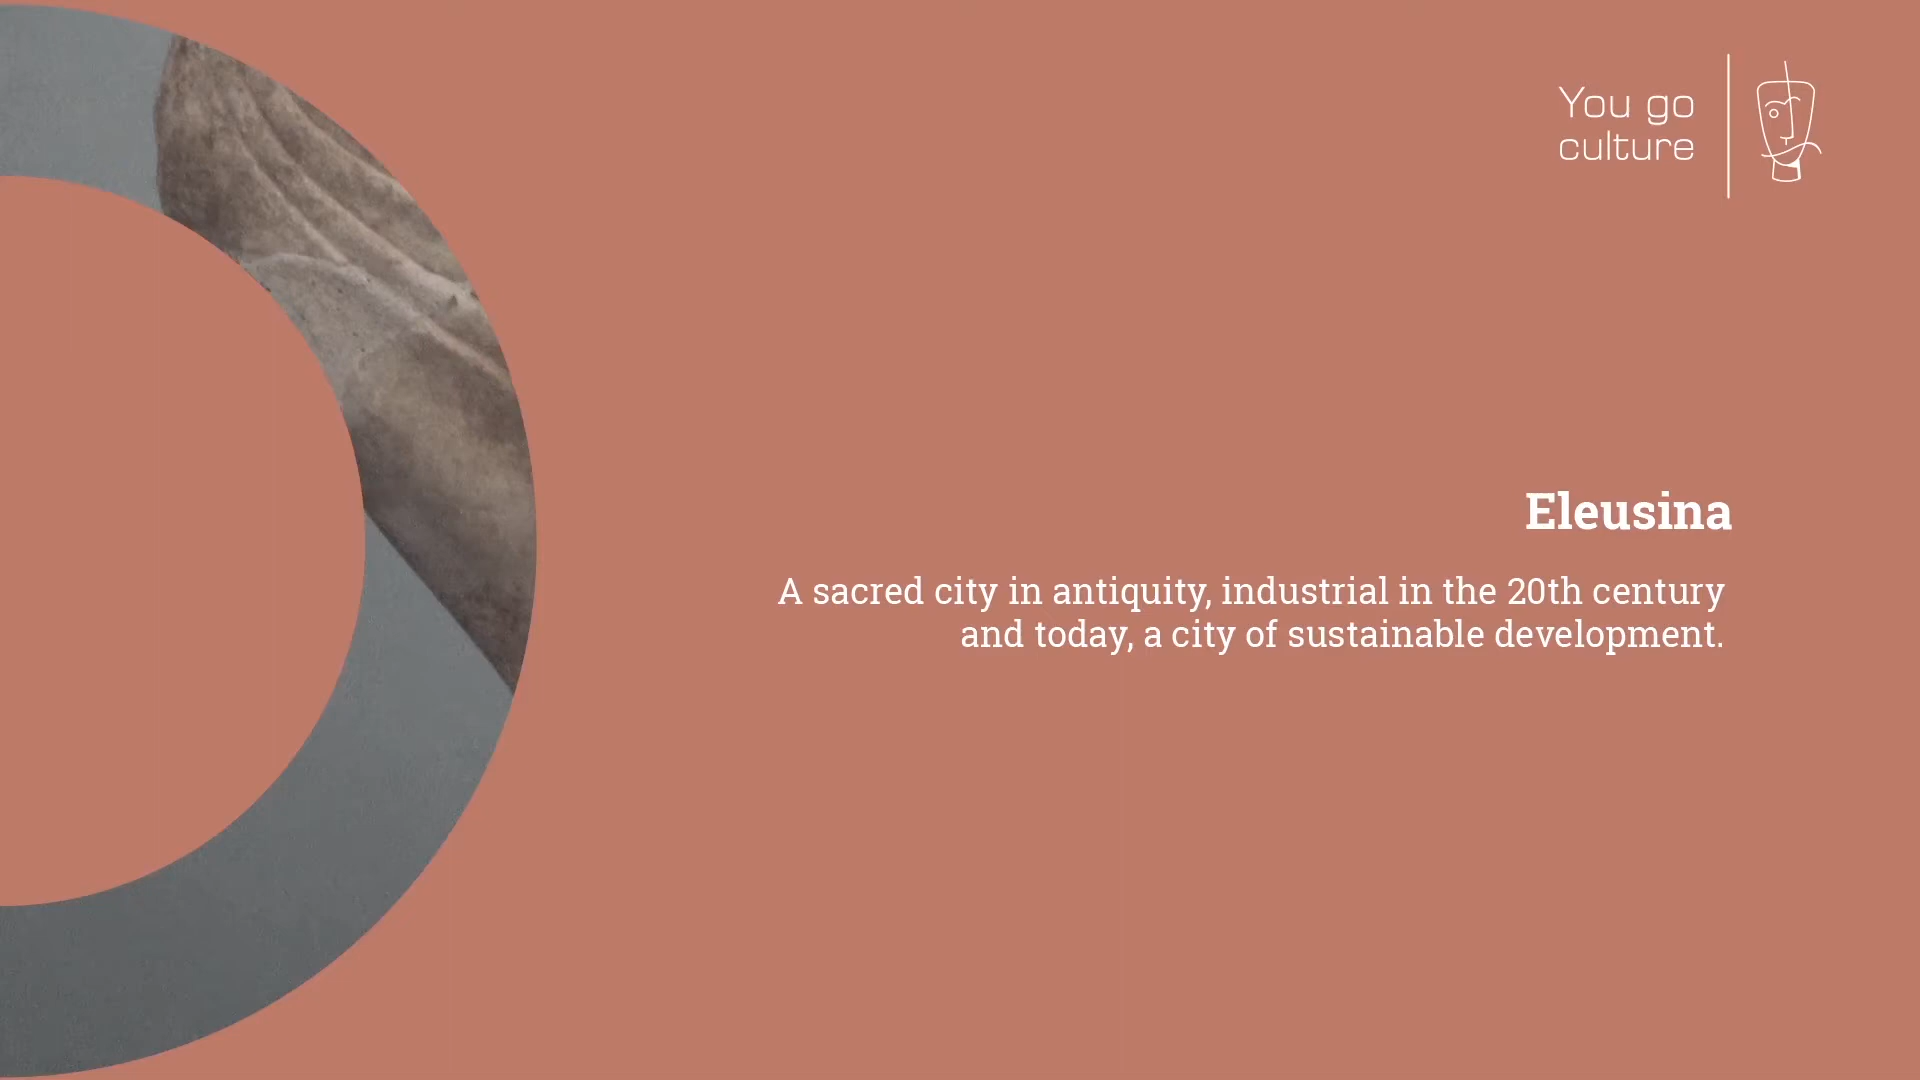 You go
culture
Eleusina
A sacred city in antiquity, industrial in the 20th century
and today, a city of sustainable development.